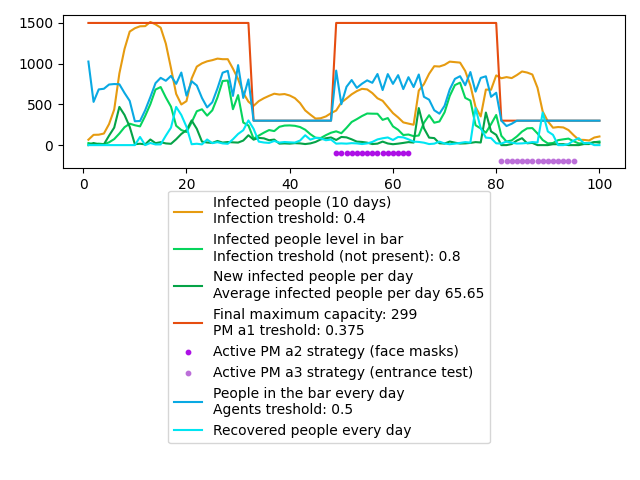 1500
1000
500
0
0 20 40 60 80 100
Infected people (10 days)
Infection treshold: 0.4
Infected people level in bar
Infection treshold (not present): 0.8
New infected people per day
Average infected people per day 65.65
Final maximum capacity: 299
PM a1 treshold: 0.375
Active PM a2 strategy (face masks)
Active PM a3 strategy (entrance test)
People in the bar every day
Agents treshold: 0.5
Recovered people every day